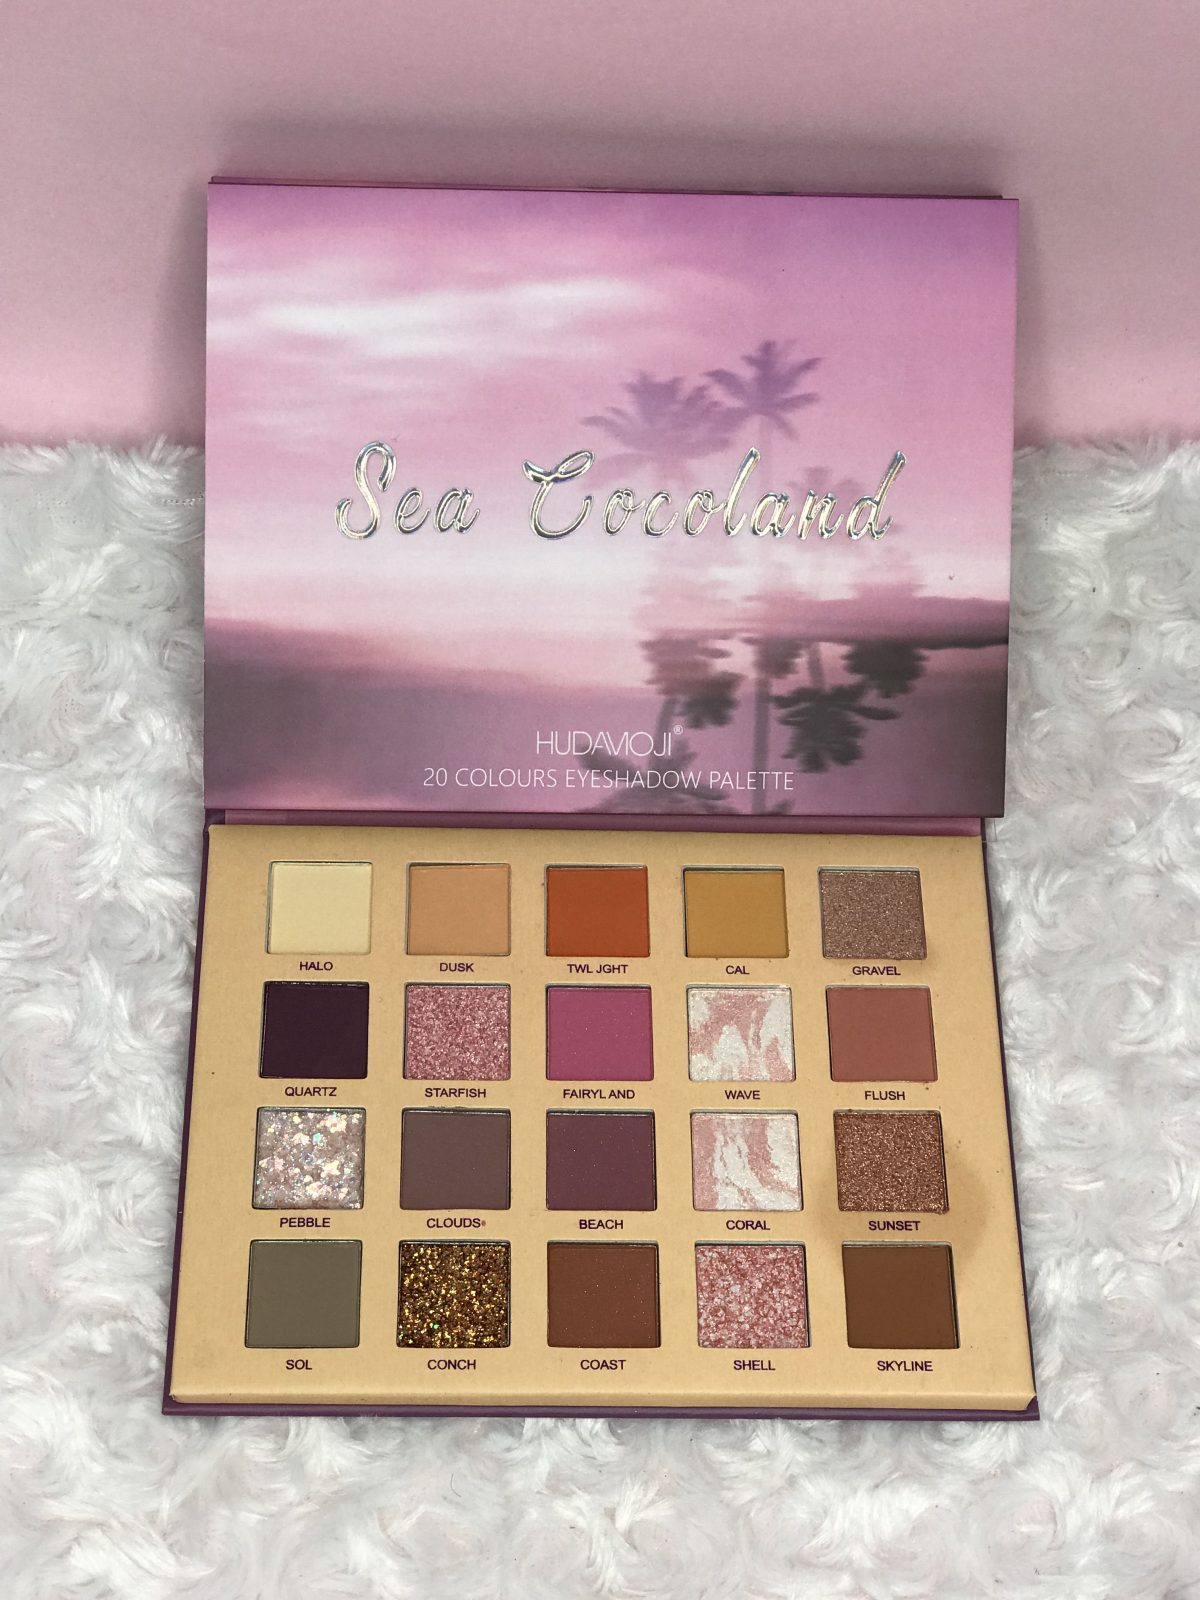 Sea Cocoland
HUDAMOJI®
20 COLOURS EYESHADOW PALETTE
HALO DUSK TWL JGHT CAL GRAVEL
QUARTZ STARFISH FAIRYL AND WAVE FLUSH
PEBBLE CLOUDS BEACH CORAL SUNSET
SOL CONCH COAST SHELL SKYLINE